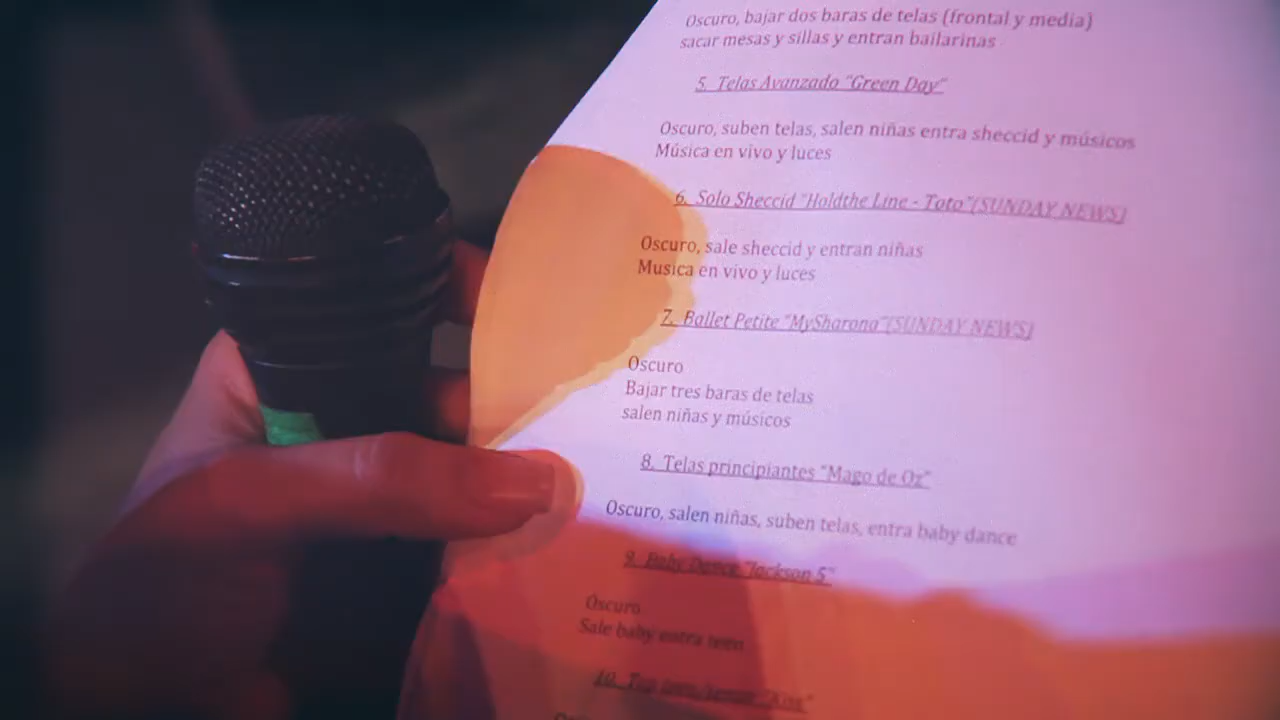 Oscuro, bajar dos baras de telas (frontal y media)
sacar mesas y sillas y entran bailarinas
5. Telas Avanzado "Green Day"
Oscuro, suben telas, salen niñas entra sheccid y músicos
Música en vivo y luces
6. Solo Sheccid "Holdthe Line - Toto"(SUNDAY NEWS)
Oscuro, sale sheccid y entran niñas
Musica en vivo y luces
7. Ballet Petite "MySharona"(SUNDAY NEWS)
Oscuro
Bajar tres baras de telas
salen niñas y músicos
8. Telas principiantes "Mago de Oz"
Oscuro, salen niñas, suben telas, entra baby dance
9. Baby Dance "Jackson 5"
Oscuro
Sale baby entra teen
10. "Kiss"